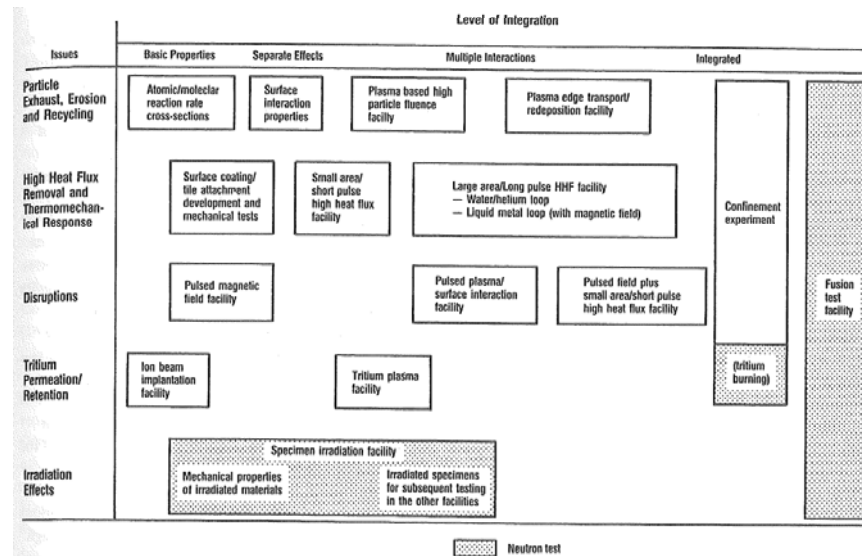 Level of Integration
Issues
Basic Properties
Separate Effects
Multiple Interactions
Integrated
Particle
Exhaust, Erosion
and Recycling
Atomic/moleclar
reaction rate
cross-sections
Surface
interaction
properties
Plasma based high
particle fluence
facility
Plasma edge transport/
redeposition facility
High Heat Flux
Removal and
Thermomechan-
ical Response
Surface coating/
tile attachment
development and
mechanical tests
Small area/
short pulse
high heat flux
facility
Large area/Long pulse HHF facility
— Water/helium loop
— Liquid metal loop (with magnetic field)
Confinement
experiment
Disruptions
Pulsed magnetic
field facility
Pulsed plasma/
surface interaction
facility
Pulsed field plus
small area/short pulse
high heat flux facility
Fusion
test
facility
Tritium
Permeation/
Retention
Ion beam
implantation
facility
Tritium plasma
facility
(tritium
burning)
Irradiation
Effects
Specimen irradiation facility
Mechanical properties
of irradiated materials
Irradiated specimens
for subsequent testing
in the other facilities
Neutron test